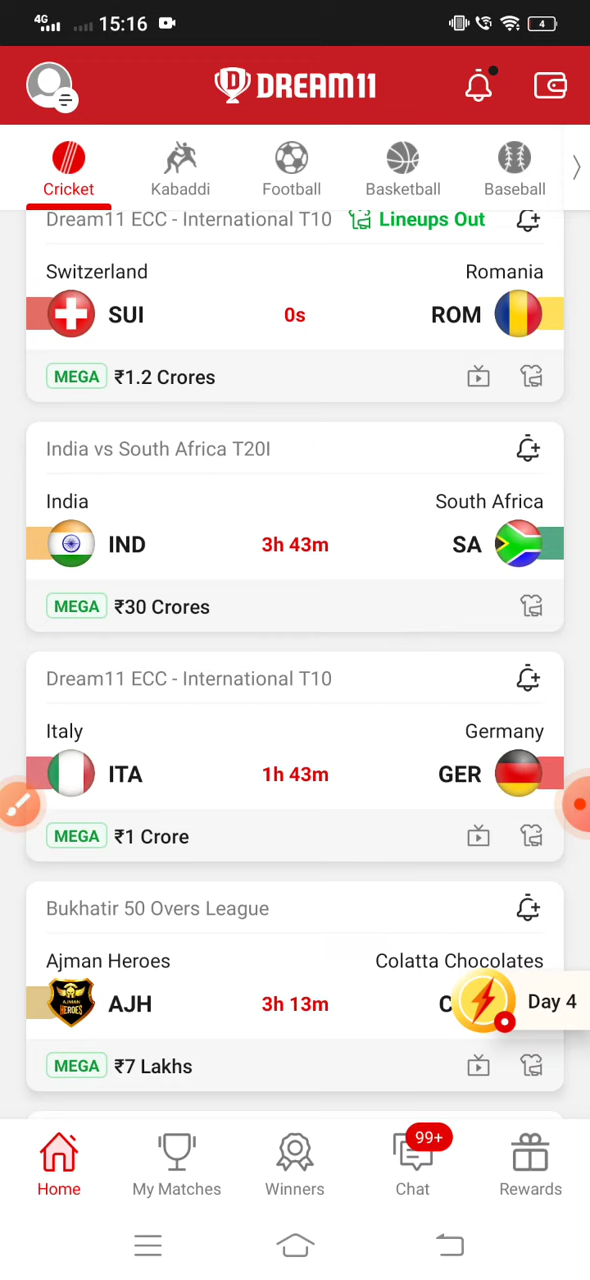 4G 15:16 4
D DREAM11
Cricket Kabaddi Football Basketball Baseball
Dream11 ECC - International T10 Lineups Out
Switzerland Romania
SUI 0s ROM
MEGA ₹1.2 Crores
India vs South Africa T20I
India South Africa
IND 3h 43m SA
MEGA ₹30 Crores
Dream11 ECC - International T10
Italy Germany
ITA 1h 43m GER
MEGA ₹1 Crore
Bukhatir 50 Overs League
Ajman Heroes Colatta Chocolates
AJMAN HEROES AJH 3h 13m C Day 4
MEGA ₹7 Lakhs
99+
Home My Matches Winners Chat Rewards